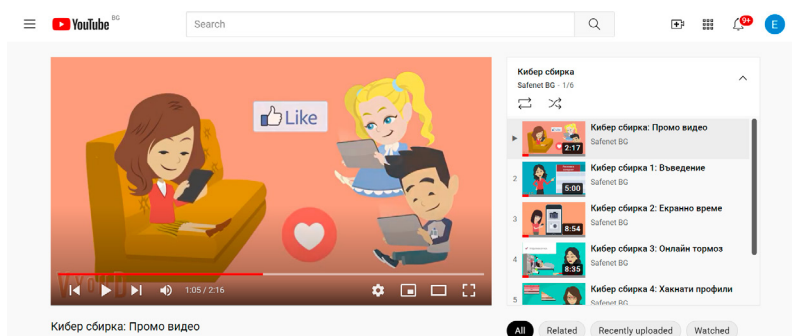 YouTube BG
Search
9+
E
Like
1:05 / 2:16
Кибер сбирка
Safenet BG - 1/6
Кибер сбирка: Промо видео
Safenet BG
2:17
2
Кибер сбирка 1: Въведение
Safenet BG
5:00
3
Кибер сбирка 2: Екранно време
Safenet BG
8:54
4
Кибер сбирка 3: Онлайн тормоз
Safenet BG
8:35
5
Кибер сбирка 4: Хакнати профили
Safenet BG
Кибер сбирка: Промо видео
All
Related
Recently uploaded
Watched